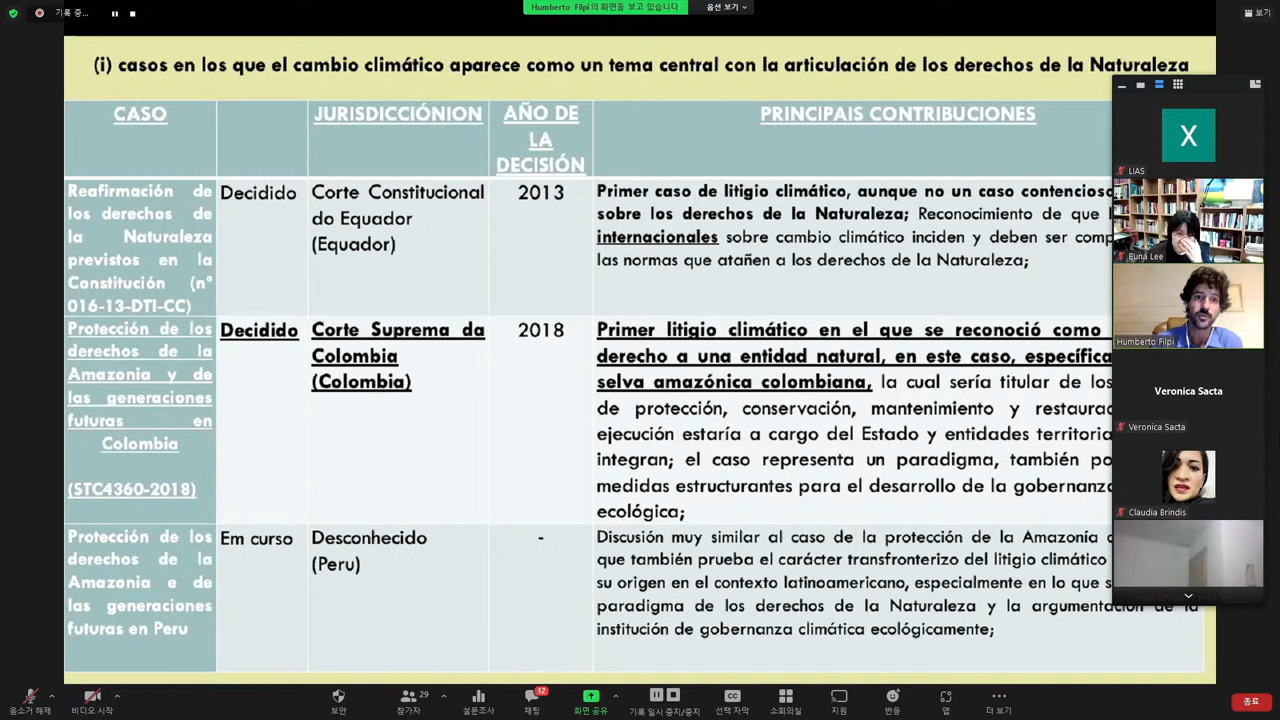 기록 중...
Humberto Filpi의 화면을 보고 있습니다
옵션 보기
보기
(i) casos en los que el cambio climático aparece como un tema central con la articulación de los derechos de la Naturaleza
CASO
JURISDICCIÓNION
AÑO DE
LA
DECISIÓN
PRINCIPAIS CONTRIBUCIONES
Reafirmación de
los derechos de
la Naturaleza
previstos en la
Constitución (n°
016-13-DTI-CC)
Decidido
Corte Constitucional
do Equador
(Equador)
2013
Primer caso de litigio climático, aunque no un caso contencioso
sobre los derechos de la Naturaleza; Reconocimiento de que
internacionales sobre cambio climático inciden y deben ser comp
las normas que atañen a los derechos de la Naturaleza;
Protección de los
derechos de la
Amazonia y de
las generaciones
futuras en
Colombia
(STC4360-2018)
Decidido
Corte Suprema da
Colombia
(Colombia)
2018
Primer litigio climático en el que se reconoció como
derecho a una entidad natural, en este caso, específica
selva amazónica colombiana, la cual sería titular de los
de protección, conservación, mantenimiento y restaurac
ejecución estaría a cargo del Estado y entidades territoria
integran; el caso representa un paradigma, también po
medidas estructurantes para el desarrollo de la gobernanza
ecológica;
Protección de los
derechos de la
Amazonia e de
las generaciones
futuras en Peru
Em curso
Desconhecido
(Peru)
-
Discusión muy similar al caso de la protección de la Amazonía
que también prueba el carácter transfronterizo del litigio climático
su origen en el contexto latinoamericano, especialmente en lo que s
paradigma de los derechos de la Naturaleza y la argumentación de la
institución de gobernanza climática ecológicamente;
X
LIAS
Euna Lee
Humberto Filpi
Veronica Sacta
Veronica Sacta
Claudia Brindis
음소거 해제
비디오 시작
보안
29
참가자
설문조사
12
채팅
화면 공유
기록 일시 중지/중지
CC
선택 자막
소회의실
지원
반응
앱
더 보기
종료